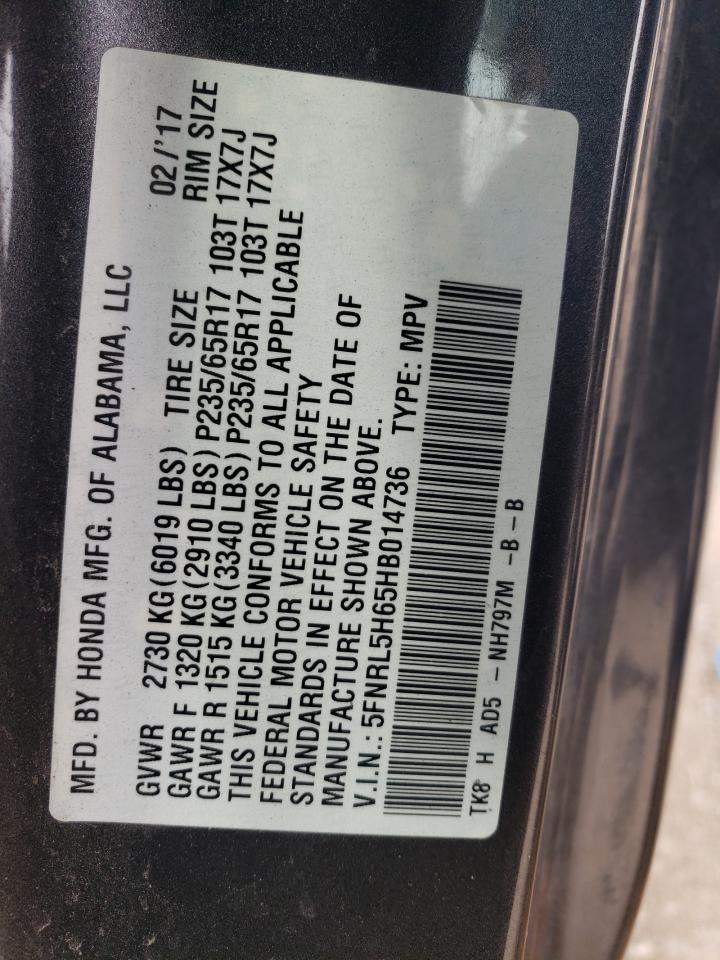 MFD. BY HONDA MFG. OF ALABAMA, LLC
02/'17
GVWR 2730 KG(6019 LBS) TIRE SIZE RIM SIZE
GAWR F 1320 KG(2910 LBS) P235/65R17 103T 17X7J
GAWR R 1515 KG(3340 LBS) P235/65R17 103T 17X7J
THIS VEHICLE CONFORMS TO ALL APPLICABLE
FEDERAL MOTOR VEHICLE SAFETY
STANDARDS IN EFFECT ON THE DATE OF
MANUFACTURE SHOWN ABOVE.
V.I.N.: 5FNRL5H65HB014736 TYPE: MPV
TK8 H AD5 - NH797M -B-B